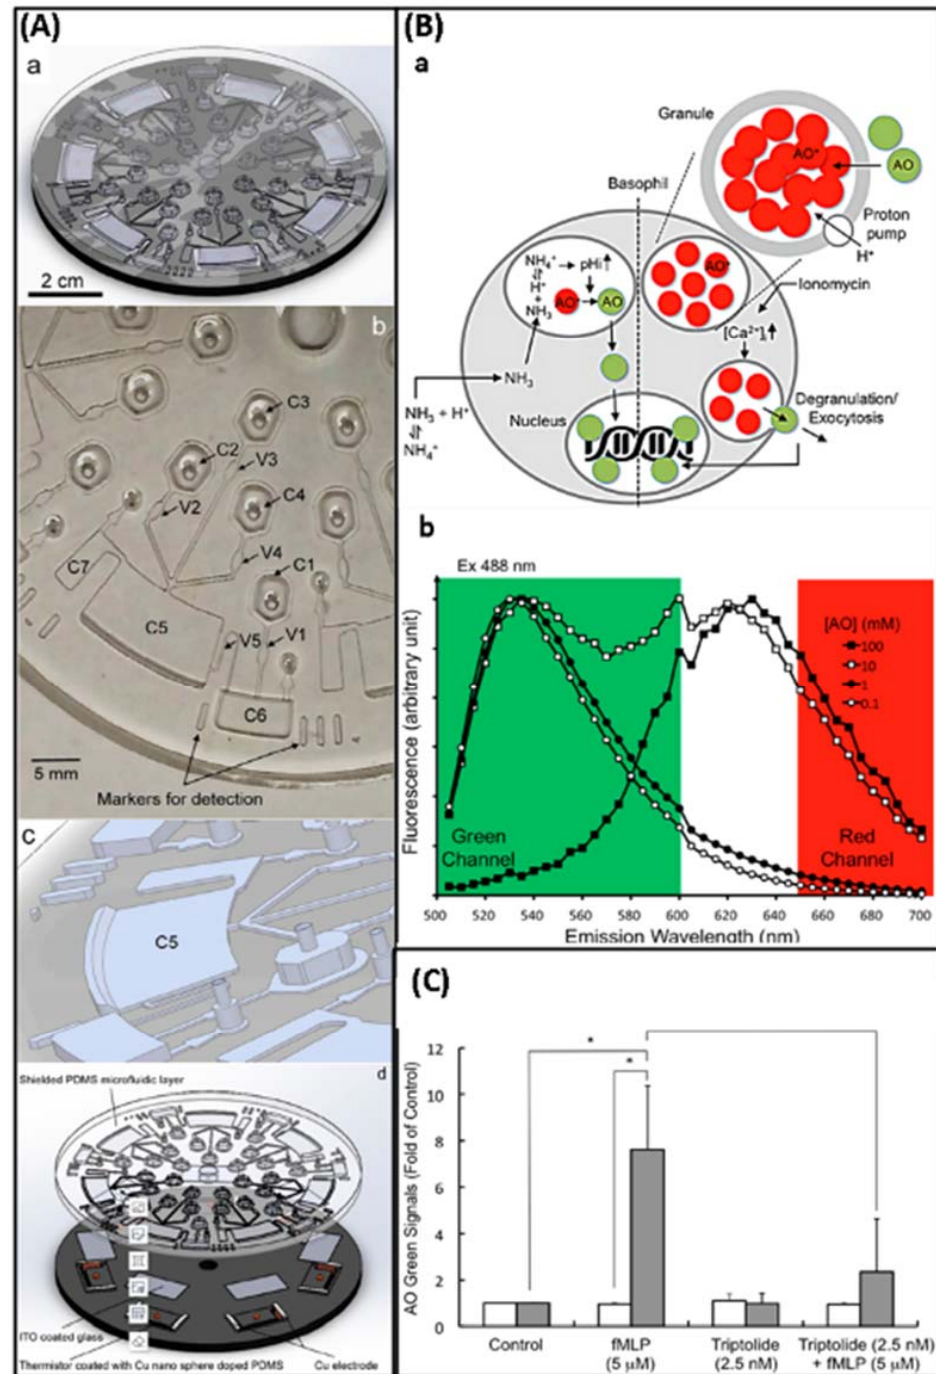 (A)
a
2 cm
b
C3
C2
V3
V2
C4
V4
C1
C7
C5
V5
V1
C6
5 mm
Markers for detection
c
C5
d
Shielded PDMS microfluidic layer
ITO coated glass
Thermistor coated with Cu nano sphere doped PDMS
Cu electrode
(B)
a
Granule
AO⁺
AO
Basophil
Proton
pump
H⁺
NH₄⁺ → pHi ↑
H⁺
+
NH₃
AO⁺
AO
AO⁺
Ionomycin
[Ca²⁺]ᵢ↑
NH₃
NH₃ + H⁺
NH₄⁺
Nucleus
Degranulation/
Exocytosis
b
Ex 488 nm
Fluorescence (arbitrary unit)
[AO] (mM)
100
10
1
0.1
Green
Channel
Red
Channel
500 520 540 560 580 600 620 640 660 680 700
Emission Wavelength (nm)
(C)
AO Green Signals (Fold of Control)
12
10
8
6
4
2
0
*
*
Control
fMLP
(5 µM)
Triptolide
(2.5 nM)
Triptolide (2.5 nM)
+ fMLP (5 µM)